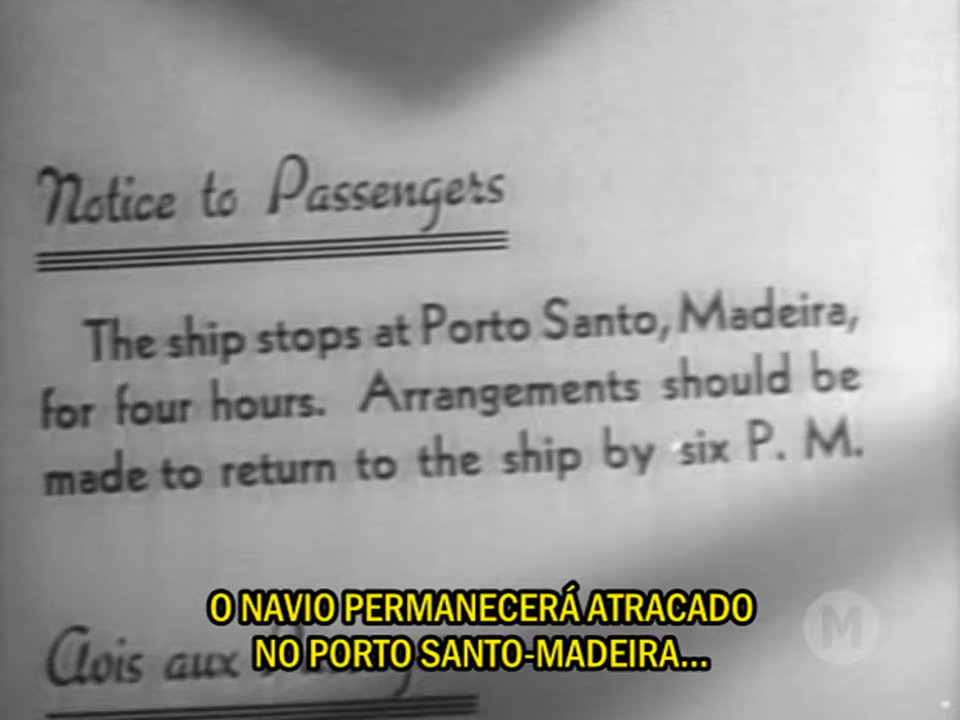 Notice to Passengers
The ship stops at Porto Santo, Madeira,
for four hours. Arrangements should be
made to return to the ship by six P. M.
O NAVIO PERMANECERÁ ATRACADO
Avis aux
NO PORTO SANTO-MADEIRA...
M